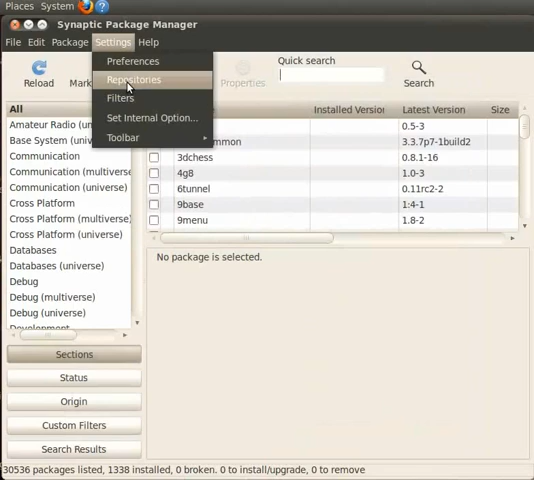 Places System
Synaptic Package Manager
File Edit Package Settings Help
Preferences
Repositories
Filters
Set Internal Option...
Toolbar
Reload
Mark
Properties
Quick search
Search
All
Installed Version
Latest Version
Size
Amateur Radio (univ
0.5-3
Base System (univ
mmon
3.3.7p7-1build2
Communication
3dchess
0.8.1-16
Communication (multiverse
4g8
1.0-3
Communication (universe)
6tunnel
0.11rc2-2
Cross Platform
9base
1:4-1
Cross Platform (multiverse)
9menu
1.8-2
Cross Platform (universe)
Databases
Databases (universe)
Debug
Debug (multiverse)
Debug (universe)
Development
No package is selected.
Sections
Status
Origin
Custom Filters
Search Results
30536 packages listed, 1338 installed, 0 broken. 0 to install/upgrade, 0 to remove